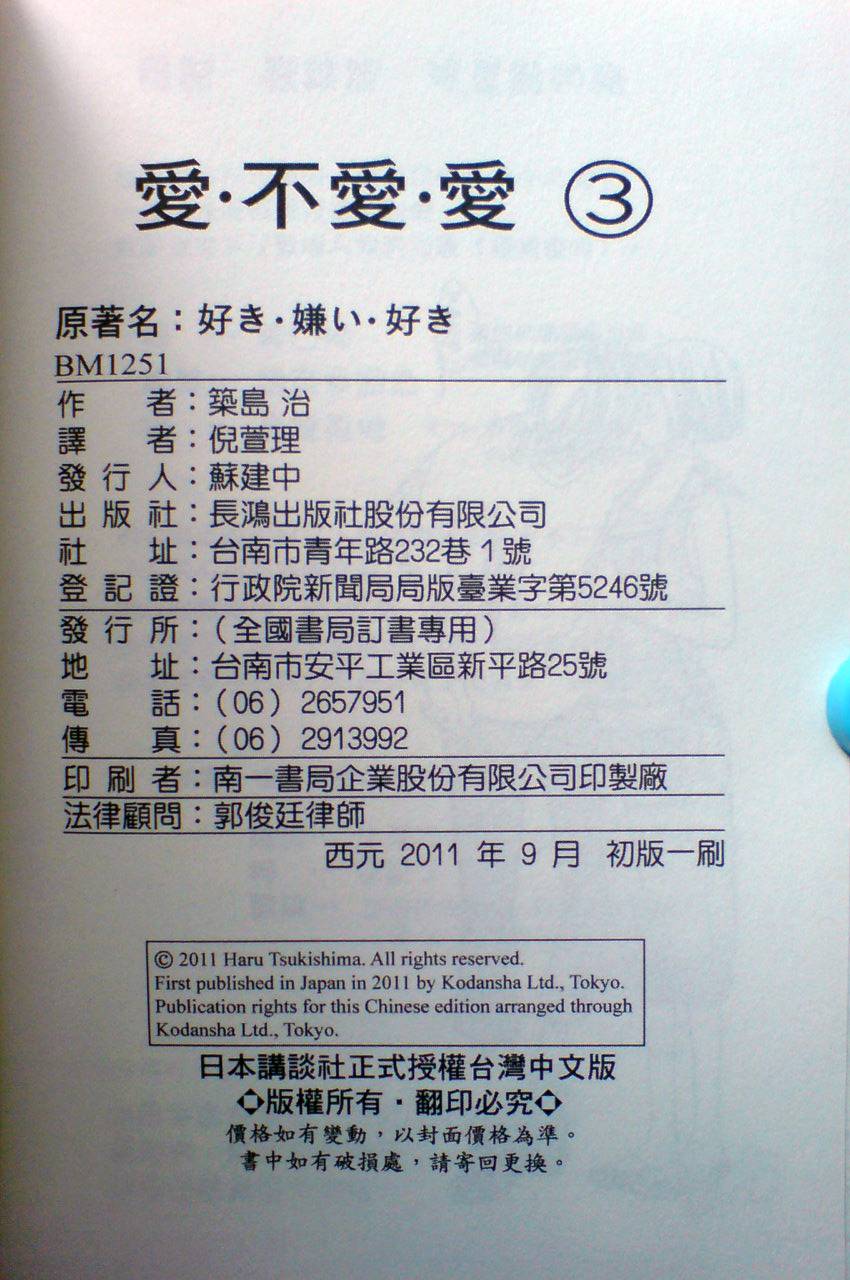 愛·不愛·愛 ③
原著名：好き·嫌い·好き
BM1251
作者：築島 治
譯者：倪萱理
發行人：蘇建中
出版社：長鴻出版社股份有限公司
社址：台南市青年路232巷1號
登記證：行政院新聞局局版臺業字第5246號
發行所：（全國書局訂書專用）
地址：台南市安平工業區新平路25號
電話：（06）2657951
傳真：（06）2913992
印刷者：南一書局企業股份有限公司印製廠
法律顧問：郭俊廷律師
西元 2011 年 9 月 初版一刷
© 2011 Haru Tsukishima. All rights reserved.
First published in Japan in 2011 by Kodansha Ltd., Tokyo.
Publication rights for this Chinese edition arranged through
Kodansha Ltd., Tokyo.
日本講談社正式授權台灣中文版
◇版權所有·翻印必究◇
價格如有變動，以封面價格為準。
書中如有破損處，請寄回更換。